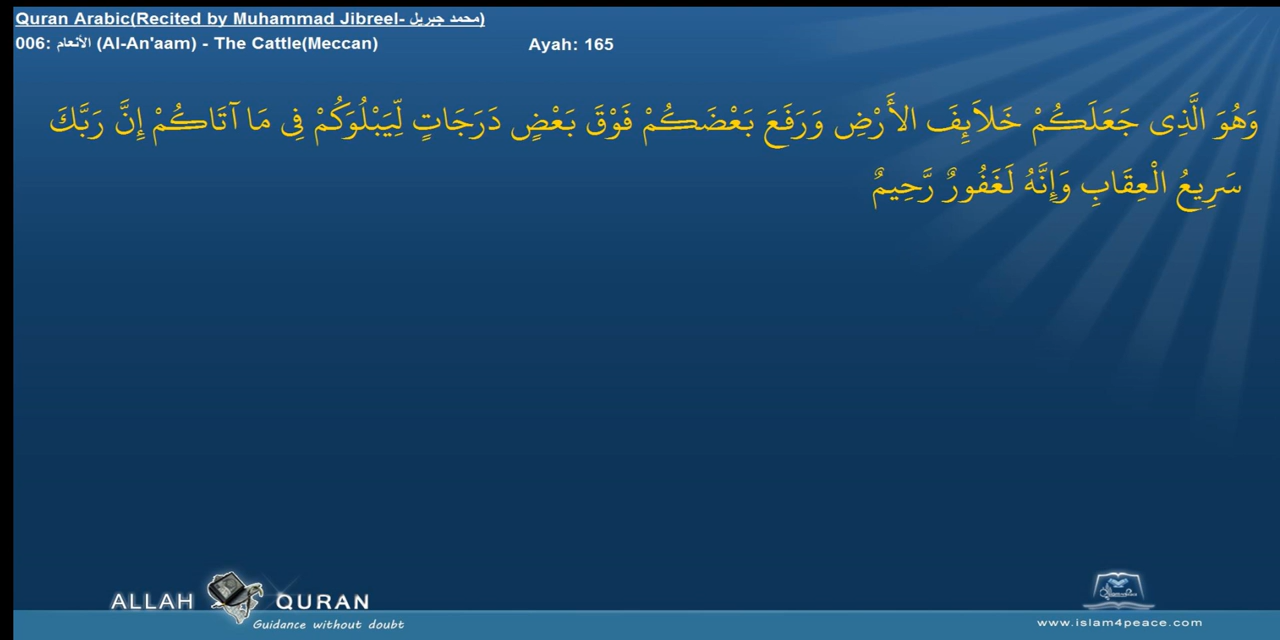 Quran Arabic(Recited by Muhammad Jibreel- محمد جبريل)
006: الأنعام (Al-An'aam) - The Cattle(Meccan) Ayah: 165
وَهُوَ الَّذِى جَعَلَكُمْ خَلاَئِفَ الأَرْضِ وَرَفَعَ بَعْضَكُمْ فَوْقَ بَعْضٍ دَرَجَاتٍ لِّيَبْلُوَكُمْ فِى مَا آتَاكُمْ إِنَّ رَبَّكَ
سَرِيعُ الْعِقَابِ وَإِنَّهُ لَغَفُورٌ رَّحِيمٌ
ALLAH QURAN
Guidance without doubt
www.islam4peace.com